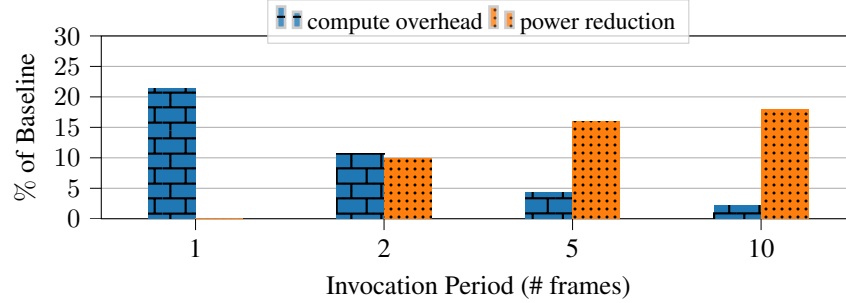 compute overhead power reduction
30
25
20
15
10
5
0
% of Baseline
1 2 5 10
Invocation Period (# frames)